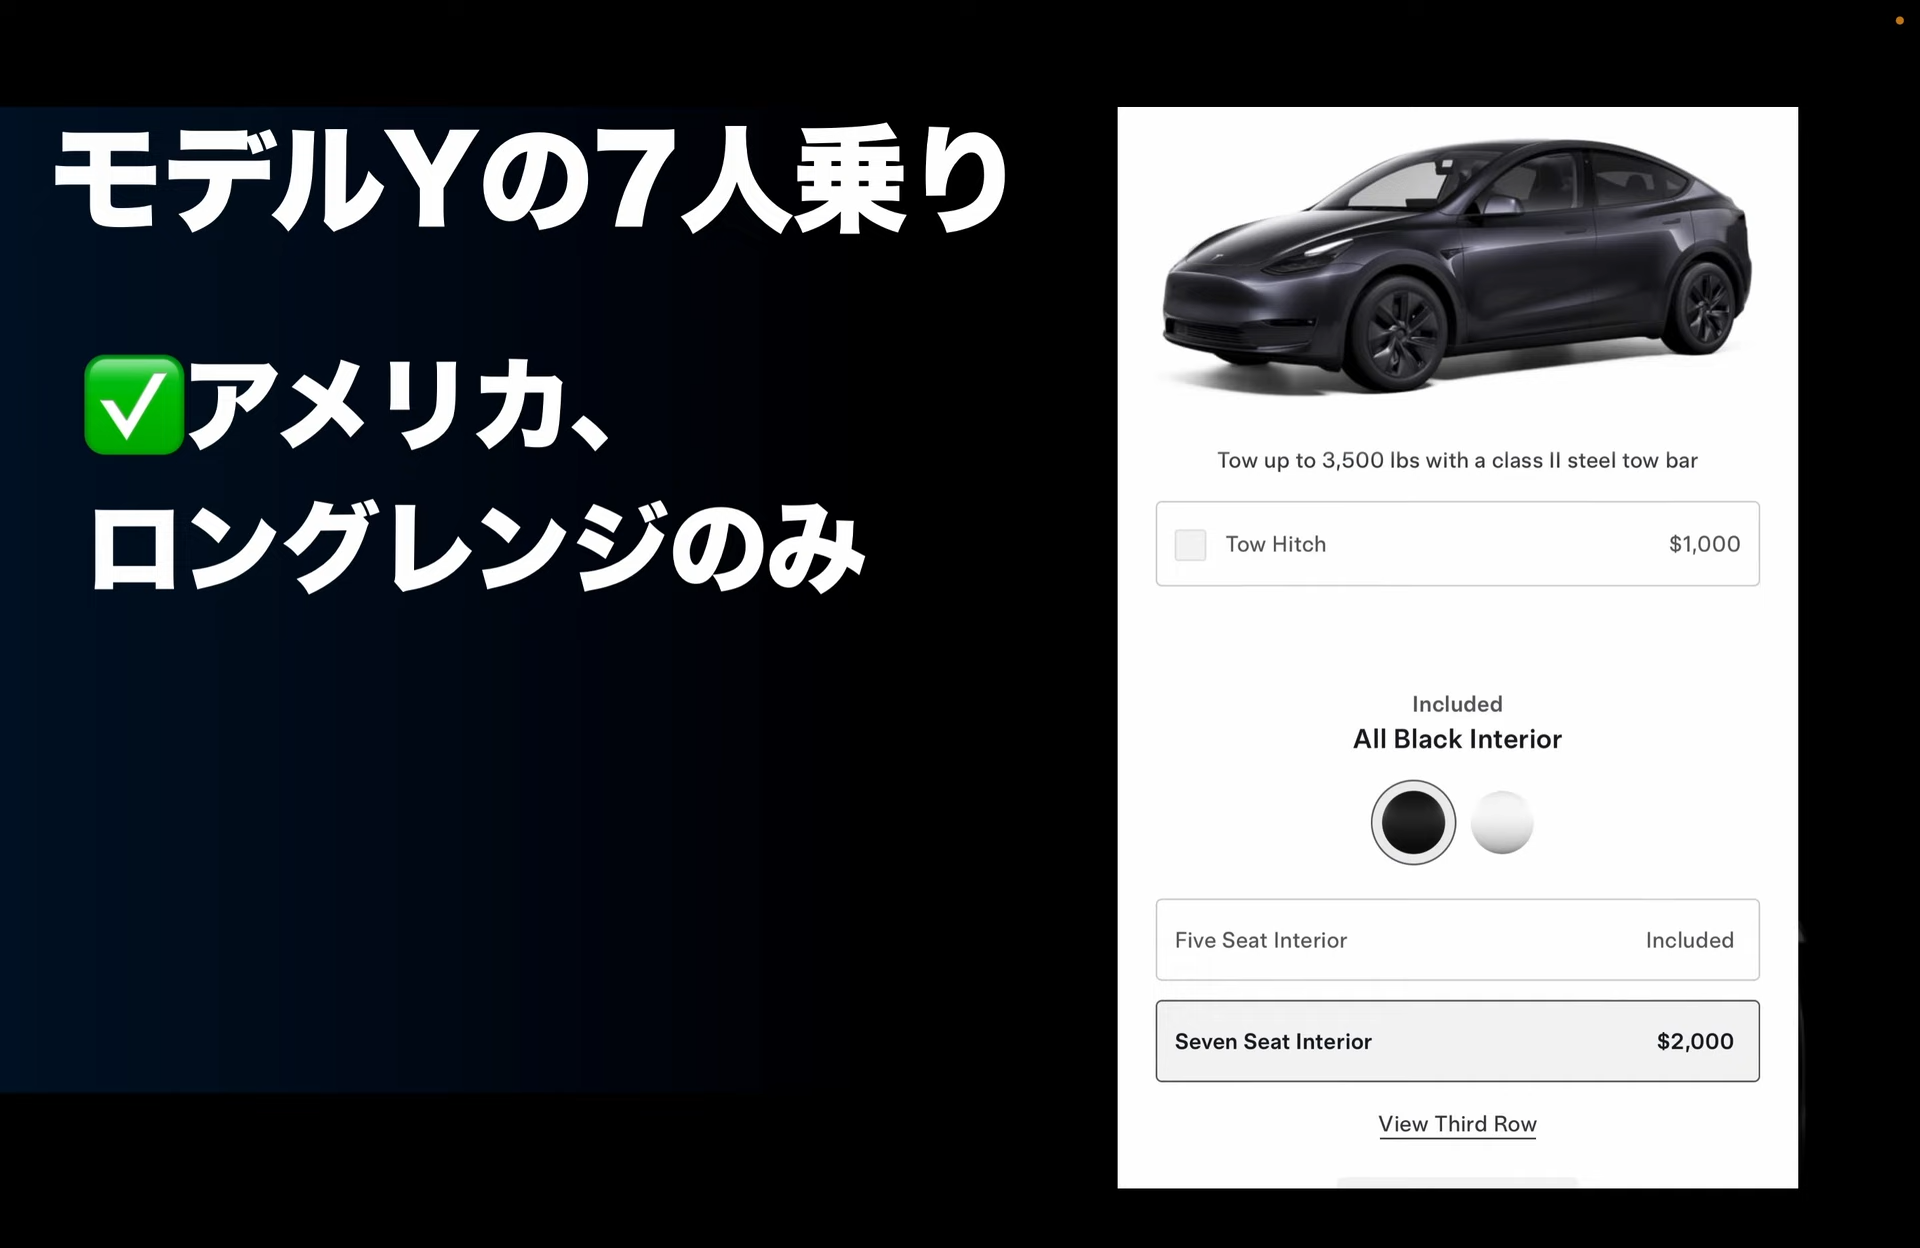 モデルYの7人乗り
✅アメリカ、
ロングレンジのみ
Tow up to 3,500 lbs with a class II steel tow bar
Tow Hitch $1,000
Included
All Black Interior
Five Seat Interior Included
Seven Seat Interior $2,000
View Third Row